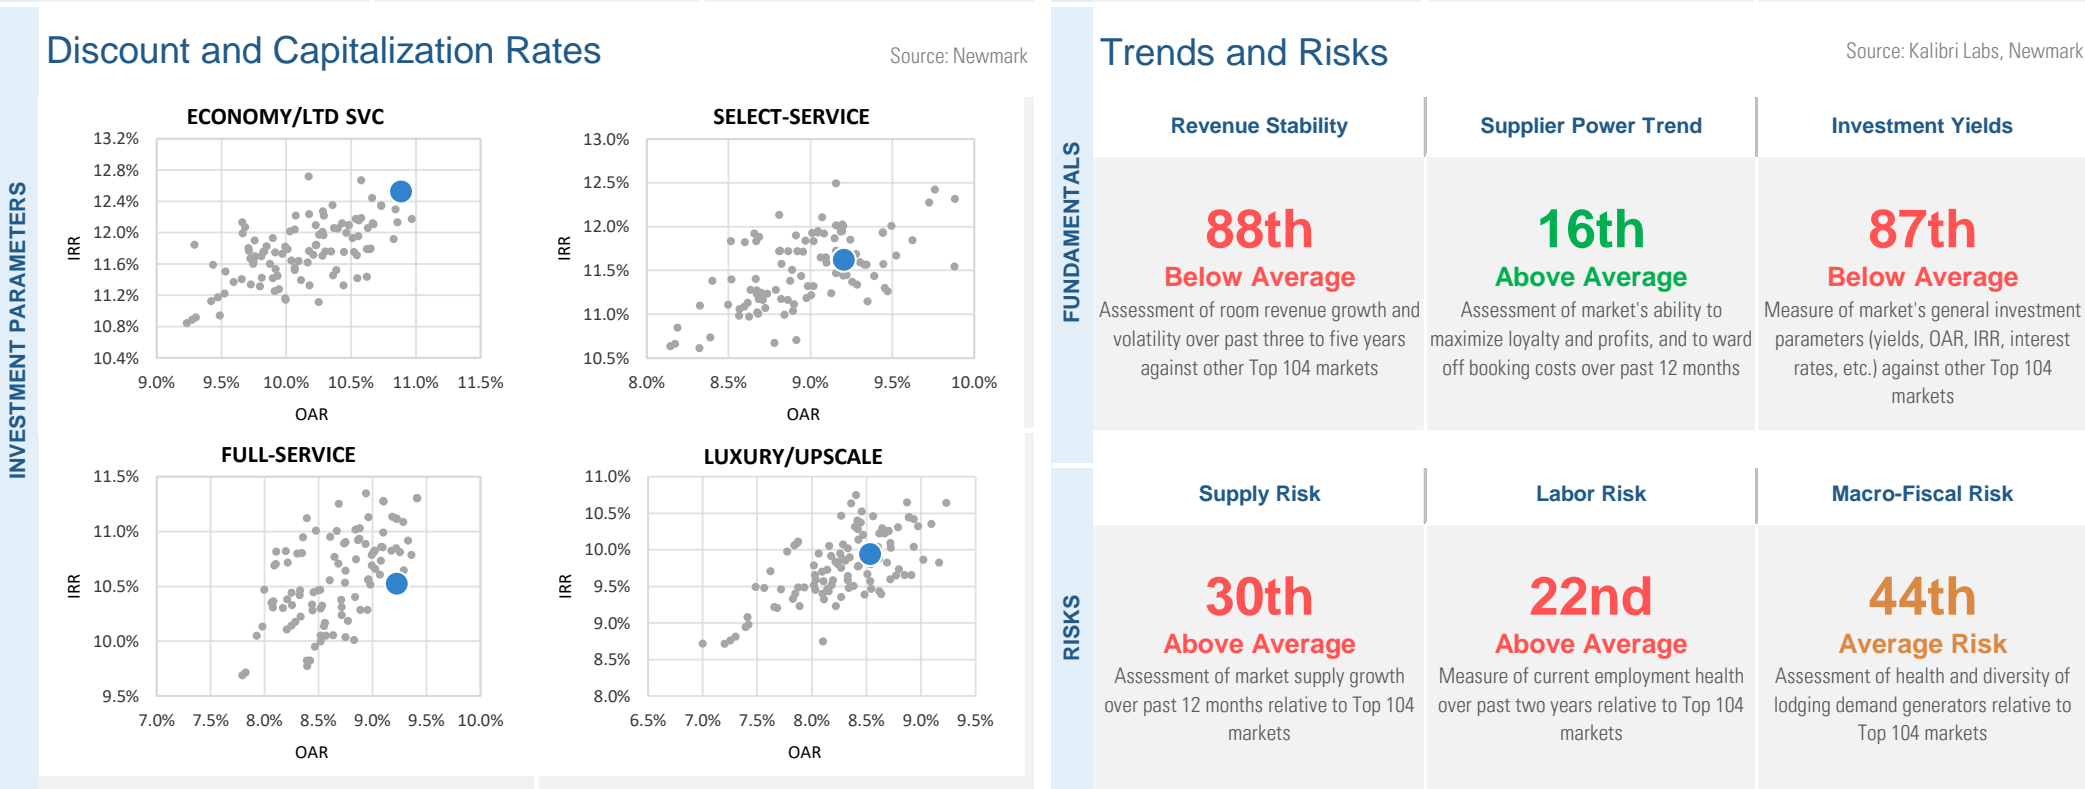 INVESTMENT PARAMETERS
Discount and Capitalization Rates
Source: Newmark
ECONOMY/LTD SVC
IRR
13.2%
12.8%
12.4%
12.0%
11.6%
11.2%
10.8%
10.4%
9.0% 9.5% 10.0% 10.5% 11.0% 11.5%
OAR
SELECT-SERVICE
IRR
13.0%
12.5%
12.0%
11.5%
11.0%
10.5%
8.0% 8.5% 9.0% 9.5% 10.0%
OAR
FULL-SERVICE
IRR
11.5%
11.0%
10.5%
10.0%
9.5%
7.0% 7.5% 8.0% 8.5% 9.0% 9.5% 10.0%
OAR
LUXURY/UPSCALE
IRR
11.0%
10.5%
10.0%
9.5%
9.0%
8.5%
8.0%
6.5% 7.0% 7.5% 8.0% 8.5% 9.0% 9.5%
OAR
Trends and Risks
Source: Kalibri Labs, Newmark
FUNDAMENTALS
Revenue Stability
88th
Below Average
Assessment of room revenue growth and
volatility over past three to five years
against other Top 104 markets
Supplier Power Trend
16th
Above Average
Assessment of market's ability to
maximize loyalty and profits, and to ward
off booking costs over past 12 months
Investment Yields
87th
Below Average
Measure of market's general investment
parameters (yields, OAR, IRR, interest
rates, etc.) against other Top 104
markets
RISKS
Supply Risk
30th
Above Average
Assessment of market supply growth
over past 12 months relative to Top 104
markets
Labor Risk
22nd
Above Average
Measure of current employment health
over past two years relative to Top 104
markets
Macro-Fiscal Risk
44th
Average Risk
Assessment of health and diversity of
lodging demand generators relative to
Top 104 markets